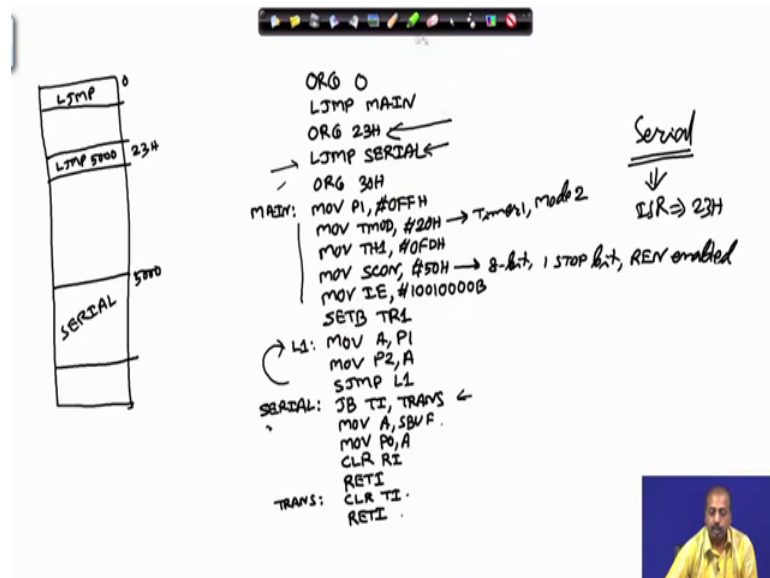 0
LJMP
LJMP 5000
23H
5000
SERIAL
ORG 0
LJMP MAIN
ORG 23H
LJMP SERIAL
ORG 30H
MAIN: MOV P1, #0FFH
MOV TMOD, #20H → Timer1, Mode 2
MOV TH1, #0FDH
MOV SCON, #50H → 8-bit, 1 STOP bit, REN enabled
MOV IE, #10010000B
SETB TR1
L1: MOV A, P1
MOV P2, A
SJMP L1
SERIAL: JB TI, TRANS
MOV A, SBUF
MOV P0, A
CLR RI
RETI
TRANS: CLR TI
RETI
Serial
ISR ⇒ 23H